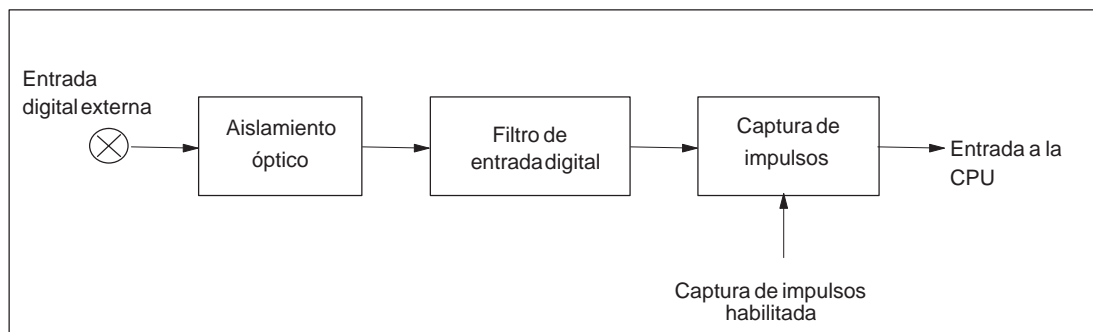 Entrada
digital externa
Aislamiento
óptico
Filtro de
entrada digital
Captura de
impulsos
Entrada a la
CPU
Captura de impulsos
habilitada